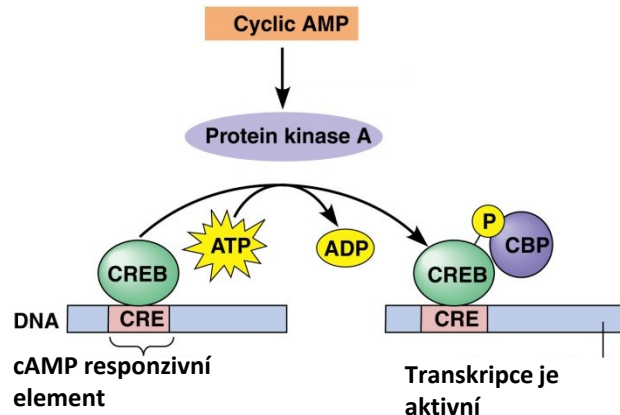 Cyclic AMP
Protein kinase A
ATP
ADP
P
CBP
CREB
CREB
DNA
CRE
CRE
cAMP responzivní
element
Transkripce je
aktivní